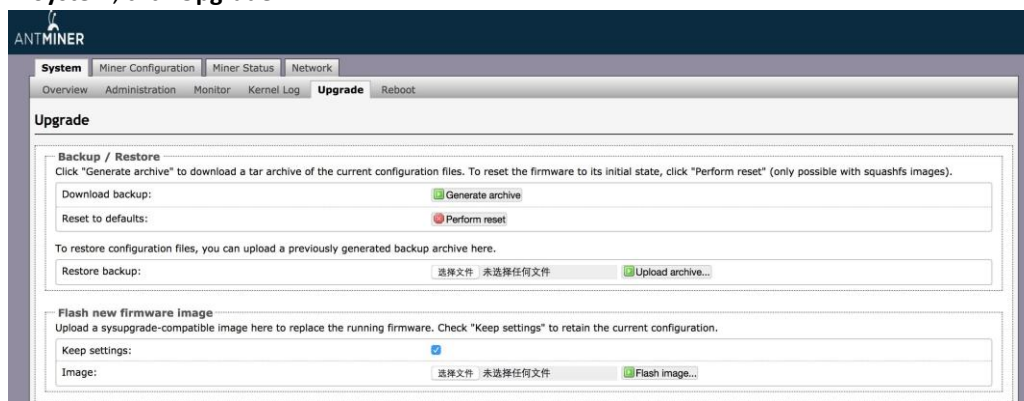 System, click Upgrade
ANTMINER
System Miner Configuration Miner Status Network
Overview Administration Monitor Kernel Log Upgrade Reboot
Upgrade
Backup / Restore
Click "Generate archive" to download a tar archive of the current configuration files. To reset the firmware to its initial state, click "Perform reset" (only possible with squashfs images).
Download backup: Generate archive
Reset to defaults: Perform reset
To restore configuration files, you can upload a previously generated backup archive here.
Restore backup: 选择文件 未选择任何文件 Upload archive...
Flash new firmware image
Upload a sysupgrade-compatible image here to replace the running firmware. Check "Keep settings" to retain the current configuration.
Keep settings:
Image: 选择文件 未选择任何文件 Flash image...